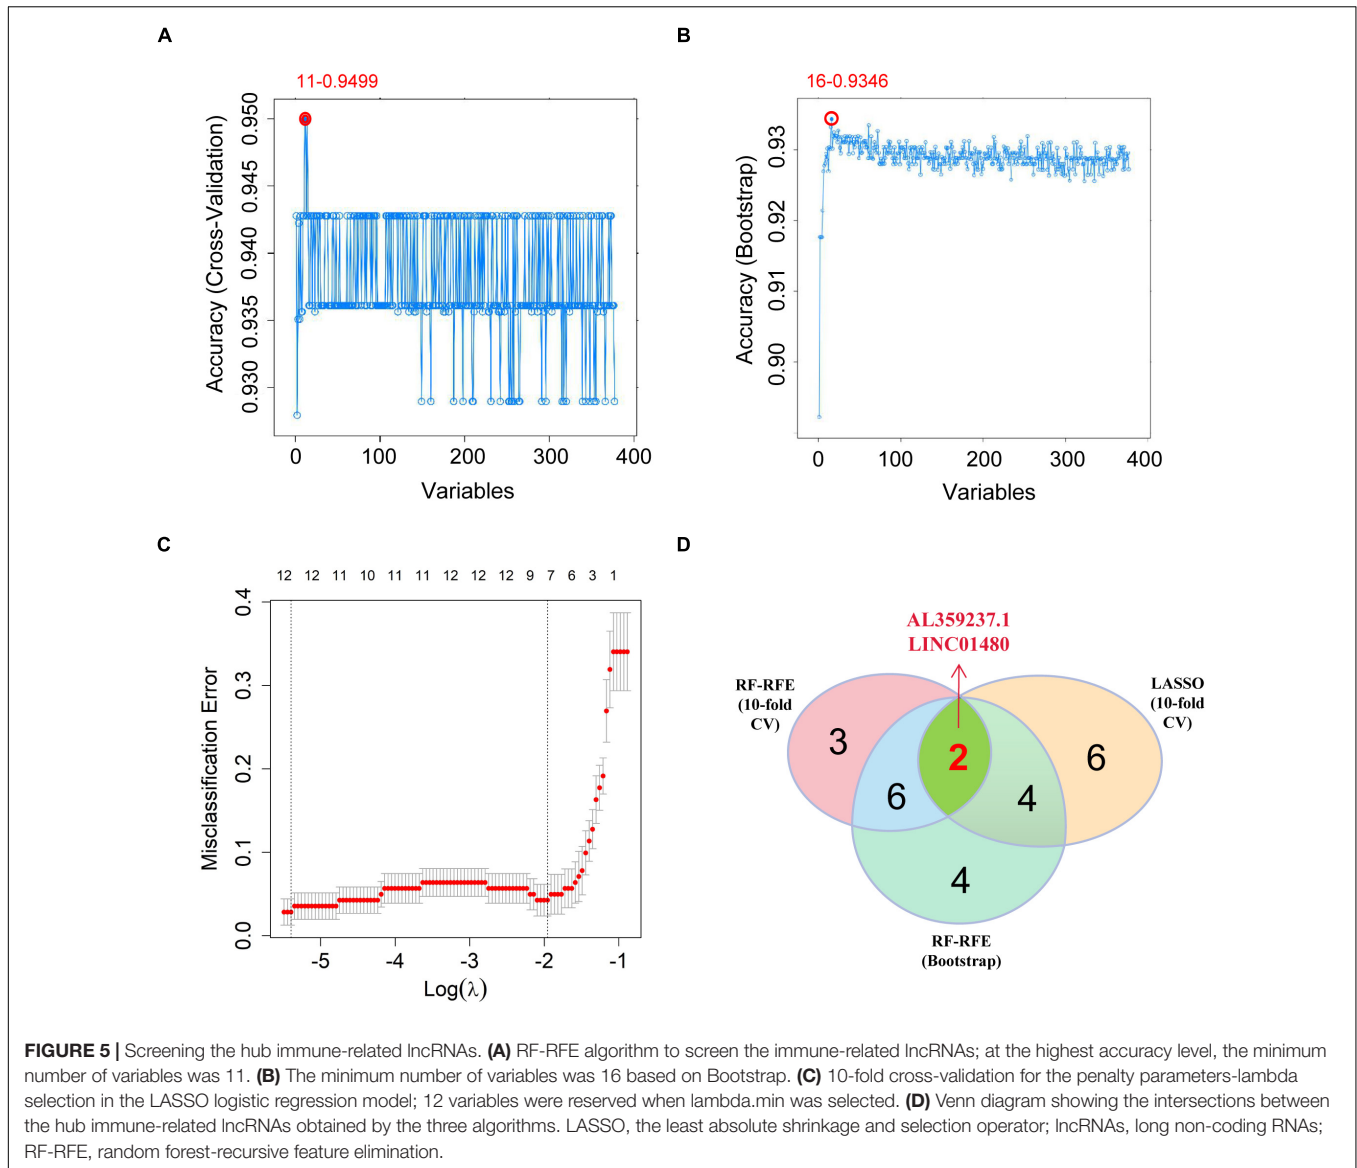 A
11-0.9499
Accuracy (Cross-Validation)
0.950
0.945
0.940
0.935
0.930
0 100 200 300 400
Variables
B
16-0.9346
Accuracy (Bootstrap)
0.93
0.92
0.91
0.90
0 100 200 300 400
Variables
C
12 12 11 10 11 11 12 12 12 9 7 6 3 1
Misclassification Error
0.4
0.3
0.2
0.1
0.0
-5 -4 -3 -2 -1
Log(λ)
D
AL359237.1
LINC01480
RF-RFE
(10-fold
CV)
LASSO
(10-fold
CV)
3
2
6
6
4
4
RF-RFE
(Bootstrap)
FIGURE 5 | Screening the hub immune-related lncRNAs. (A) RF-RFE algorithm to screen the immune-related lncRNAs; at the highest accuracy level, the minimum
number of variables was 11. (B) The minimum number of variables was 16 based on Bootstrap. (C) 10-fold cross-validation for the penalty parameters-lambda
selection in the LASSO logistic regression model; 12 variables were reserved when lambda.min was selected. (D) Venn diagram showing the intersections between
the hub immune-related lncRNAs obtained by the three algorithms. LASSO, the least absolute shrinkage and selection operator; lncRNAs, long non-coding RNAs;
RF-RFE, random forest-recursive feature elimination.